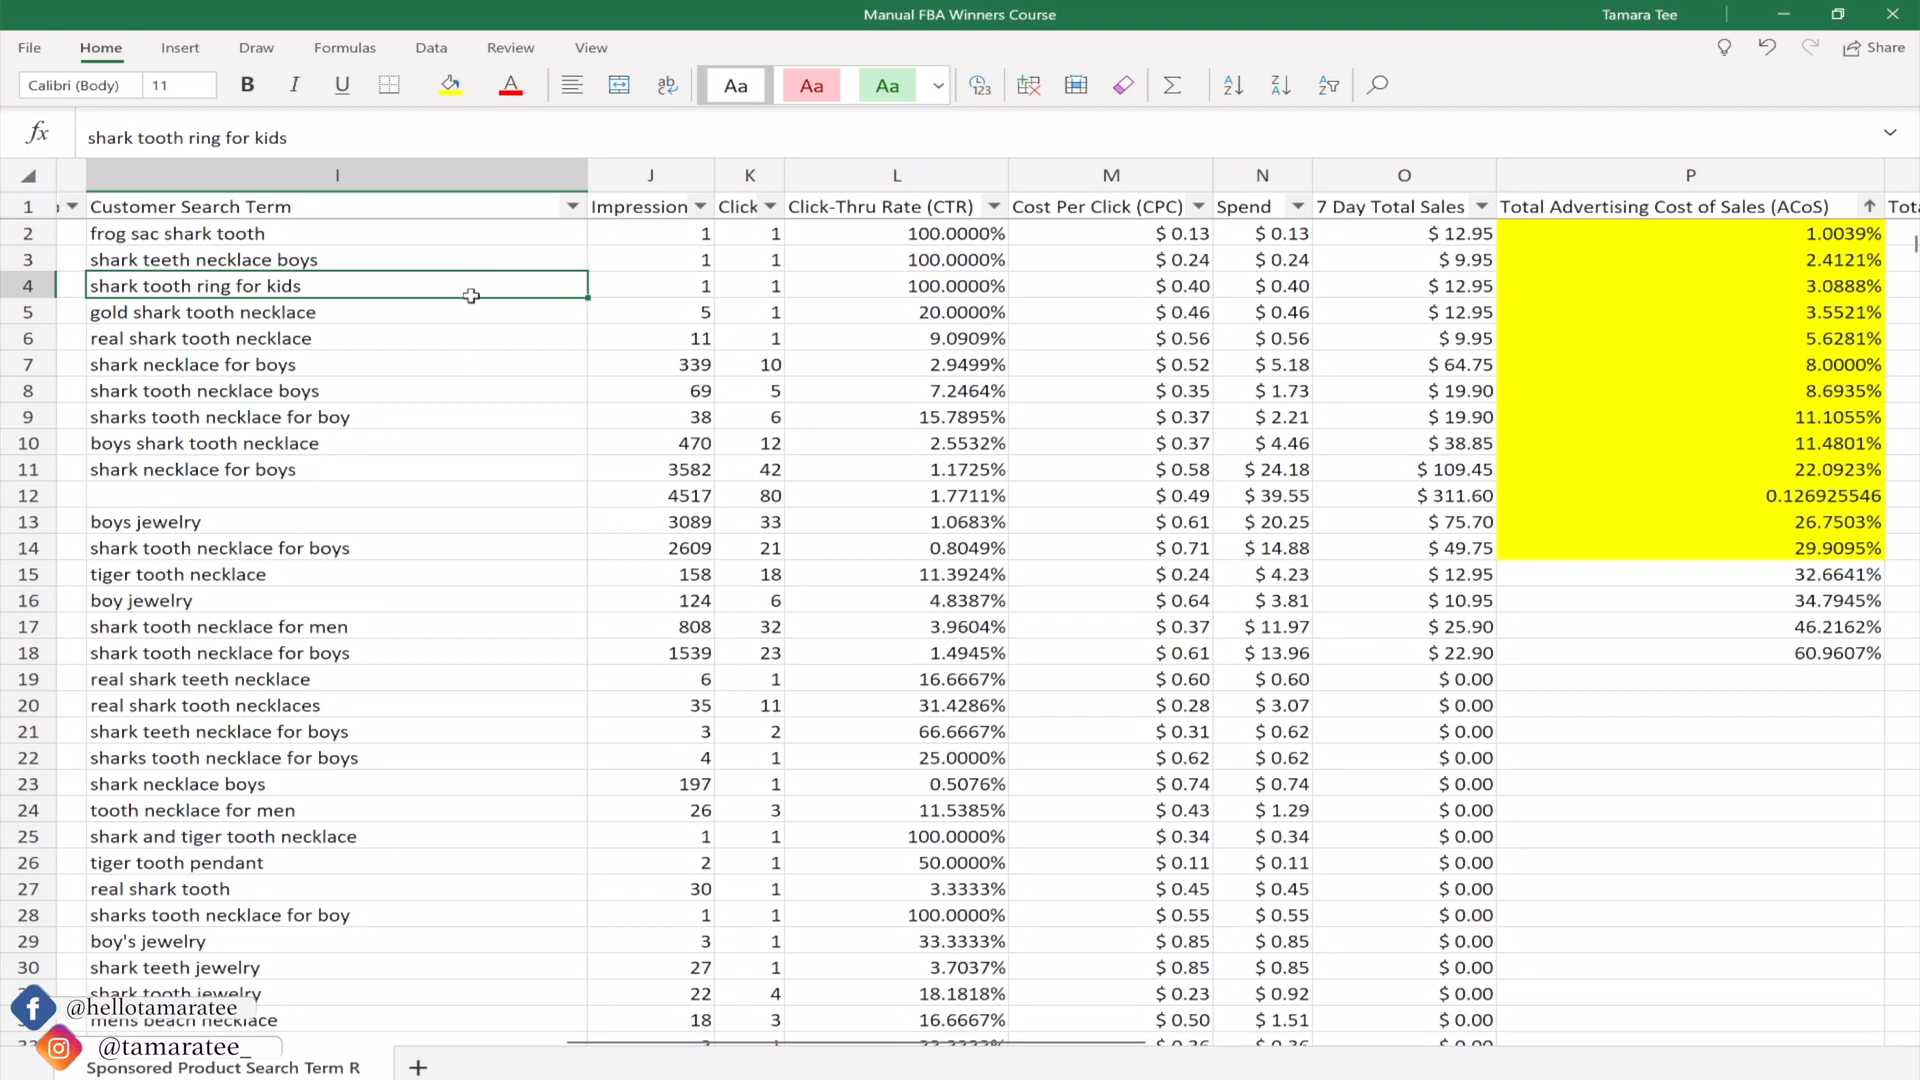 Manual FBA Winners Course Tamara Tee
File Home Insert Draw Formulas Data Review View Share
Calibri (Body) 11 B I U Aa Aa Aa
fx shark tooth ring for kids
I J K L M N O P
1 Customer Search Term Impression Click Click-Thru Rate (CTR) Cost Per Click (CPC) Spend 7 Day Total Sales Total Advertising Cost of Sales (ACoS) Tota
2 frog sac shark tooth 1 1 100.0000% $ 0.13 $ 0.13 $ 12.95 1.0039%
3 shark teeth necklace boys 1 1 100.0000% $ 0.24 $ 0.24 $ 9.95 2.4121%
4 shark tooth ring for kids 1 1 100.0000% $ 0.40 $ 0.40 $ 12.95 3.0888%
5 gold shark tooth necklace 5 1 20.0000% $ 0.46 $ 0.46 $ 12.95 3.5521%
6 real shark tooth necklace 11 1 9.0909% $ 0.56 $ 0.56 $ 9.95 5.6281%
7 shark necklace for boys 339 10 2.9499% $ 0.52 $ 5.18 $ 64.75 8.0000%
8 shark tooth necklace boys 69 5 7.2464% $ 0.35 $ 1.73 $ 19.90 8.6935%
9 sharks tooth necklace for boy 38 6 15.7895% $ 0.37 $ 2.21 $ 19.90 11.1055%
10 boys shark tooth necklace 470 12 2.5532% $ 0.37 $ 4.46 $ 38.85 11.4801%
11 shark necklace for boys 3582 42 1.1725% $ 0.58 $ 24.18 $ 109.45 22.0923%
12 4517 80 1.7711% $ 0.49 $ 39.55 $ 311.60 0.126925546
13 boys jewelry 3089 33 1.0683% $ 0.61 $ 20.25 $ 75.70 26.7503%
14 shark tooth necklace for boys 2609 21 0.8049% $ 0.71 $ 14.88 $ 49.75 29.9095%
15 tiger tooth necklace 158 18 11.3924% $ 0.24 $ 4.23 $ 12.95 32.6641%
16 boy jewelry 124 6 4.8387% $ 0.64 $ 3.81 $ 10.95 34.7945%
17 shark tooth necklace for men 808 32 3.9604% $ 0.37 $ 11.97 $ 25.90 46.2162%
18 shark tooth necklace for boys 1539 23 1.4945% $ 0.61 $ 13.96 $ 22.90 60.9607%
19 real shark teeth necklace 6 1 16.6667% $ 0.60 $ 0.60 $ 0.00
20 real shark tooth necklaces 35 11 31.4286% $ 0.28 $ 3.07 $ 0.00
21 shark teeth necklace for boys 3 2 66.6667% $ 0.31 $ 0.62 $ 0.00
22 sharks tooth necklace for boys 4 1 25.0000% $ 0.62 $ 0.62 $ 0.00
23 shark necklace boys 197 1 0.5076% $ 0.74 $ 0.74 $ 0.00
24 tooth necklace for men 26 3 11.5385% $ 0.43 $ 1.29 $ 0.00
25 shark and tiger tooth necklace 1 1 100.0000% $ 0.34 $ 0.34 $ 0.00
26 tiger tooth pendant 2 1 50.0000% $ 0.11 $ 0.11 $ 0.00
27 real shark tooth 30 1 3.3333% $ 0.45 $ 0.45 $ 0.00
28 sharks tooth necklace for boy 1 1 100.0000% $ 0.55 $ 0.55 $ 0.00
29 boy's jewelry 3 1 33.3333% $ 0.85 $ 0.85 $ 0.00
30 shark teeth jewelry 27 1 3.7037% $ 0.85 $ 0.85 $ 0.00
shark tooth jewelry 22 4 18.1818% $ 0.23 $ 0.92 $ 0.00
@hellotamaratee
mens beach necklace 18 3 16.6667% $ 0.50 $ 1.51 $ 0.00
@tamaratee_
Sponsored Product Search Term R